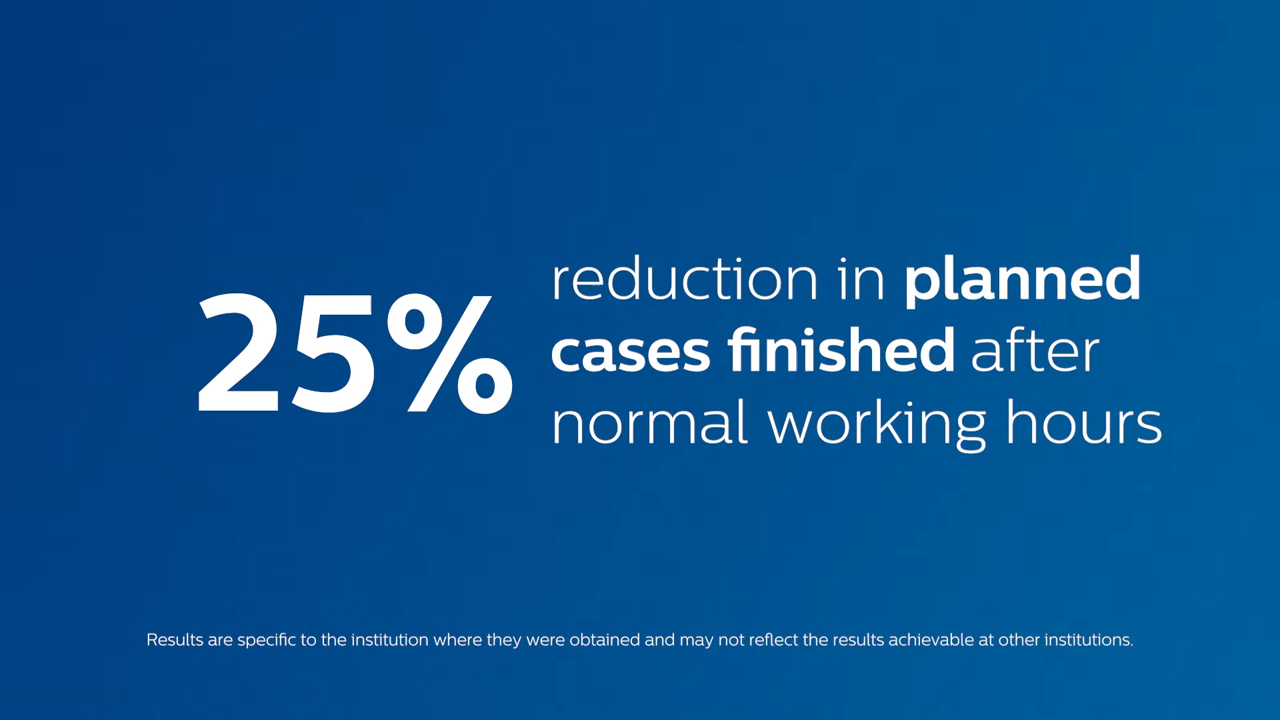 25%
reduction in planned
cases finished after
normal working hours
Results are specific to the institution where they were obtained and may not reflect the results achievable at other institutions.